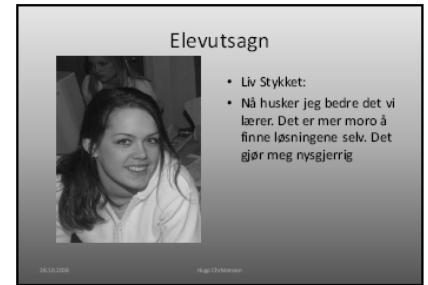 Elevutsagn
• Liv Stykket:
• Nå husker jeg bedre det vi
lærer. Det er mer moro å
finne løsningene selv. Det
gjør meg nysgjerrig
Hugo Christensen